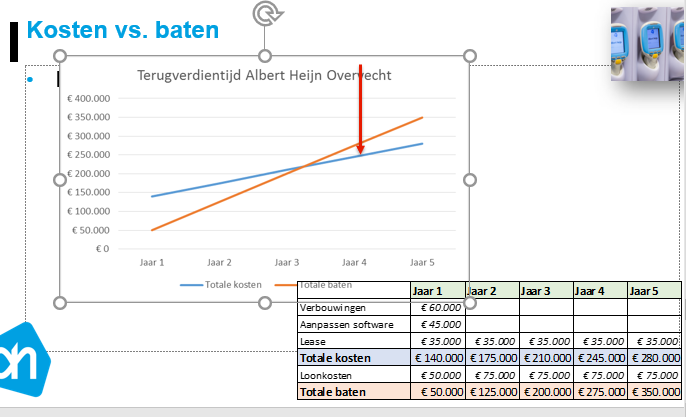 Kosten vs. baten
Terugverdientijd Albert Heijn Overvecht
€ 400.000
€ 350.000
€ 300.000
€ 250.000
€ 200.000
€ 150.000
€ 100.000
€ 50.000
€ 0
Jaar 1 Jaar 2 Jaar 3 Jaar 4 Jaar 5
Totale kosten Totale baten
Jaar 1 Jaar 2 Jaar 3 Jaar 4 Jaar 5
Verbouwingen € 60.000
Aanpassen software € 45.000
Lease € 35.000 € 35.000 € 35.000 € 35.000 € 35.000
Totale kosten € 140.000 € 175.000 € 210.000 € 245.000 € 280.000
Loonkosten € 50.000 € 75.000 € 75.000 € 75.000 € 75.000
Totale baten € 50.000 € 125.000 € 200.000 € 275.000 € 350.000